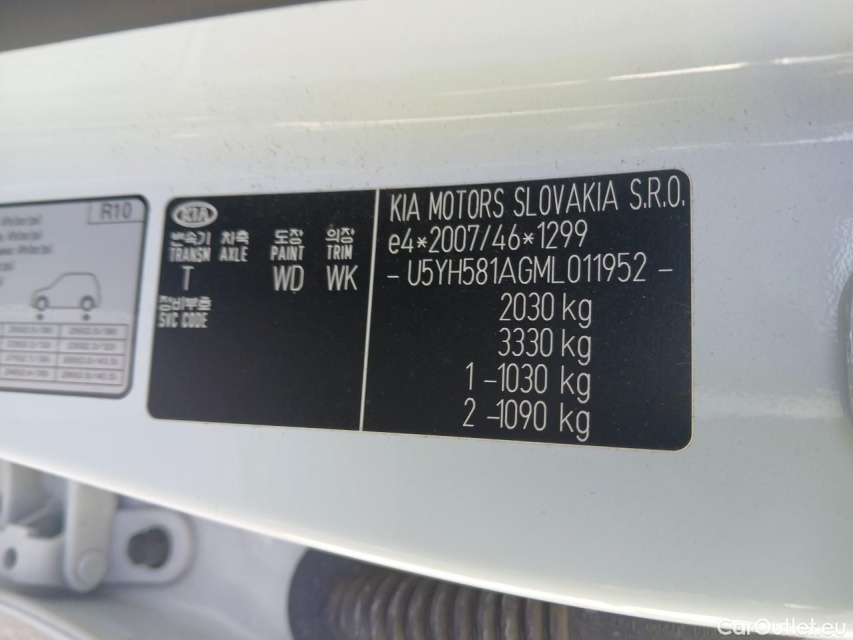 R10
KIA
변속기 차축 도장 의장
TRANSM AXLE PAINT TRIM
T WD WK
장비부호
SVC CODE
KIA MOTORS SLOVAKIA S.R.O.
e4*2007/46*1299
- U5YH581AGML011952 -
2030 kg
3330 kg
1 -1030 kg
2 -1090 kg
CarOutlet.eu